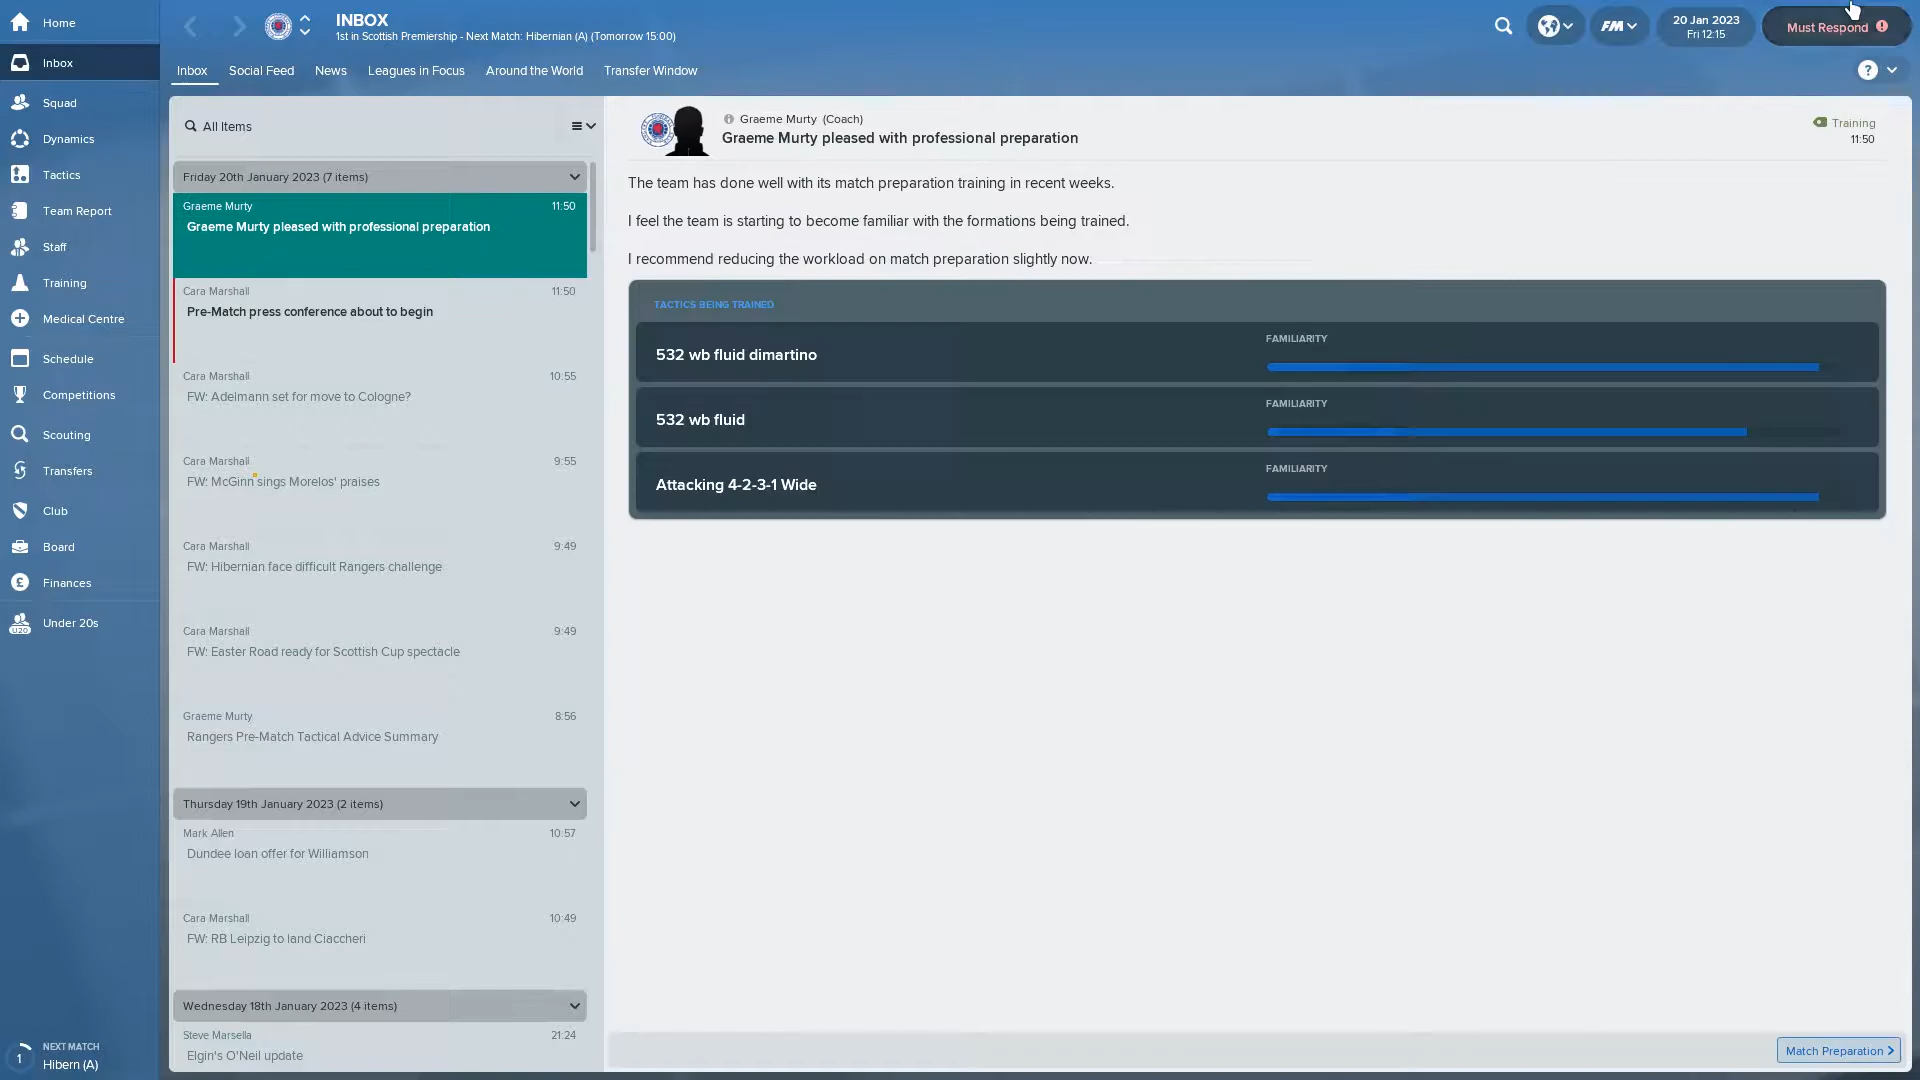 Home
Inbox
Squad
Dynamics
Tactics
Team Report
Staff
Training
Medical Centre
Schedule
Competitions
Scouting
Transfers
Club
Board
Finances
U20
Under 20s
1
NEXT MATCH
Hibern (A)
INBOX
1st in Scottish Premiership - Next Match: Hibernian (A) (Tomorrow 15:00)
FM
20 Jan 2023
Fri 12:15
Must Respond
Inbox Social Feed News Leagues in Focus Around the World Transfer Window
?
All Items
Friday 20th January 2023 (7 items)
Graeme Murty 11:50
Graeme Murty pleased with professional preparation
Cara Marshall 11:50
Pre-Match press conference about to begin
Cara Marshall 10:55
FW: Adelmann set for move to Cologne?
Cara Marshall 9:55
FW: McGinn sings Morelos' praises
Cara Marshall 9:49
FW: Hibernian face difficult Rangers challenge
Cara Marshall 9:49
FW: Easter Road ready for Scottish Cup spectacle
Graeme Murty 8:56
Rangers Pre-Match Tactical Advice Summary
Thursday 19th January 2023 (2 items)
Mark Allen 10:57
Dundee loan offer for Williamson
Cara Marshall 10:49
FW: RB Leipzig to land Ciaccheri
Wednesday 18th January 2023 (4 items)
Steve Marsella 21:24
Elgin's O'Neil update
Graeme Murty (Coach)
Graeme Murty pleased with professional preparation
Training
11:50
The team has done well with its match preparation training in recent weeks.
I feel the team is starting to become familiar with the formations being trained.
I recommend reducing the workload on match preparation slightly now.
TACTICS BEING TRAINED
532 wb fluid dimartino
FAMILIARITY
532 wb fluid
FAMILIARITY
Attacking 4-2-3-1 Wide
FAMILIARITY
Match Preparation